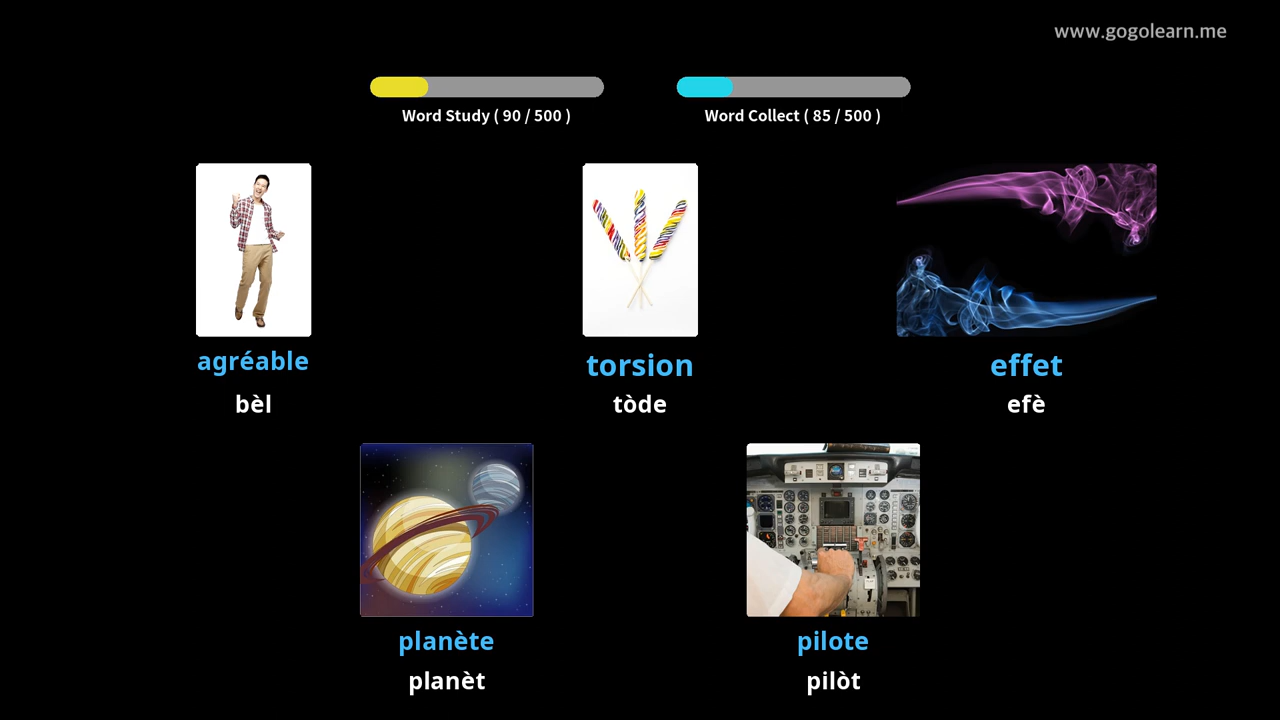 www.gogolearn.me
Word Study ( 90 / 500 )
Word Collect ( 85 / 500 )
agréable
bèl
torsion
tòde
effet
efè
planète
planèt
pilote
pilòt